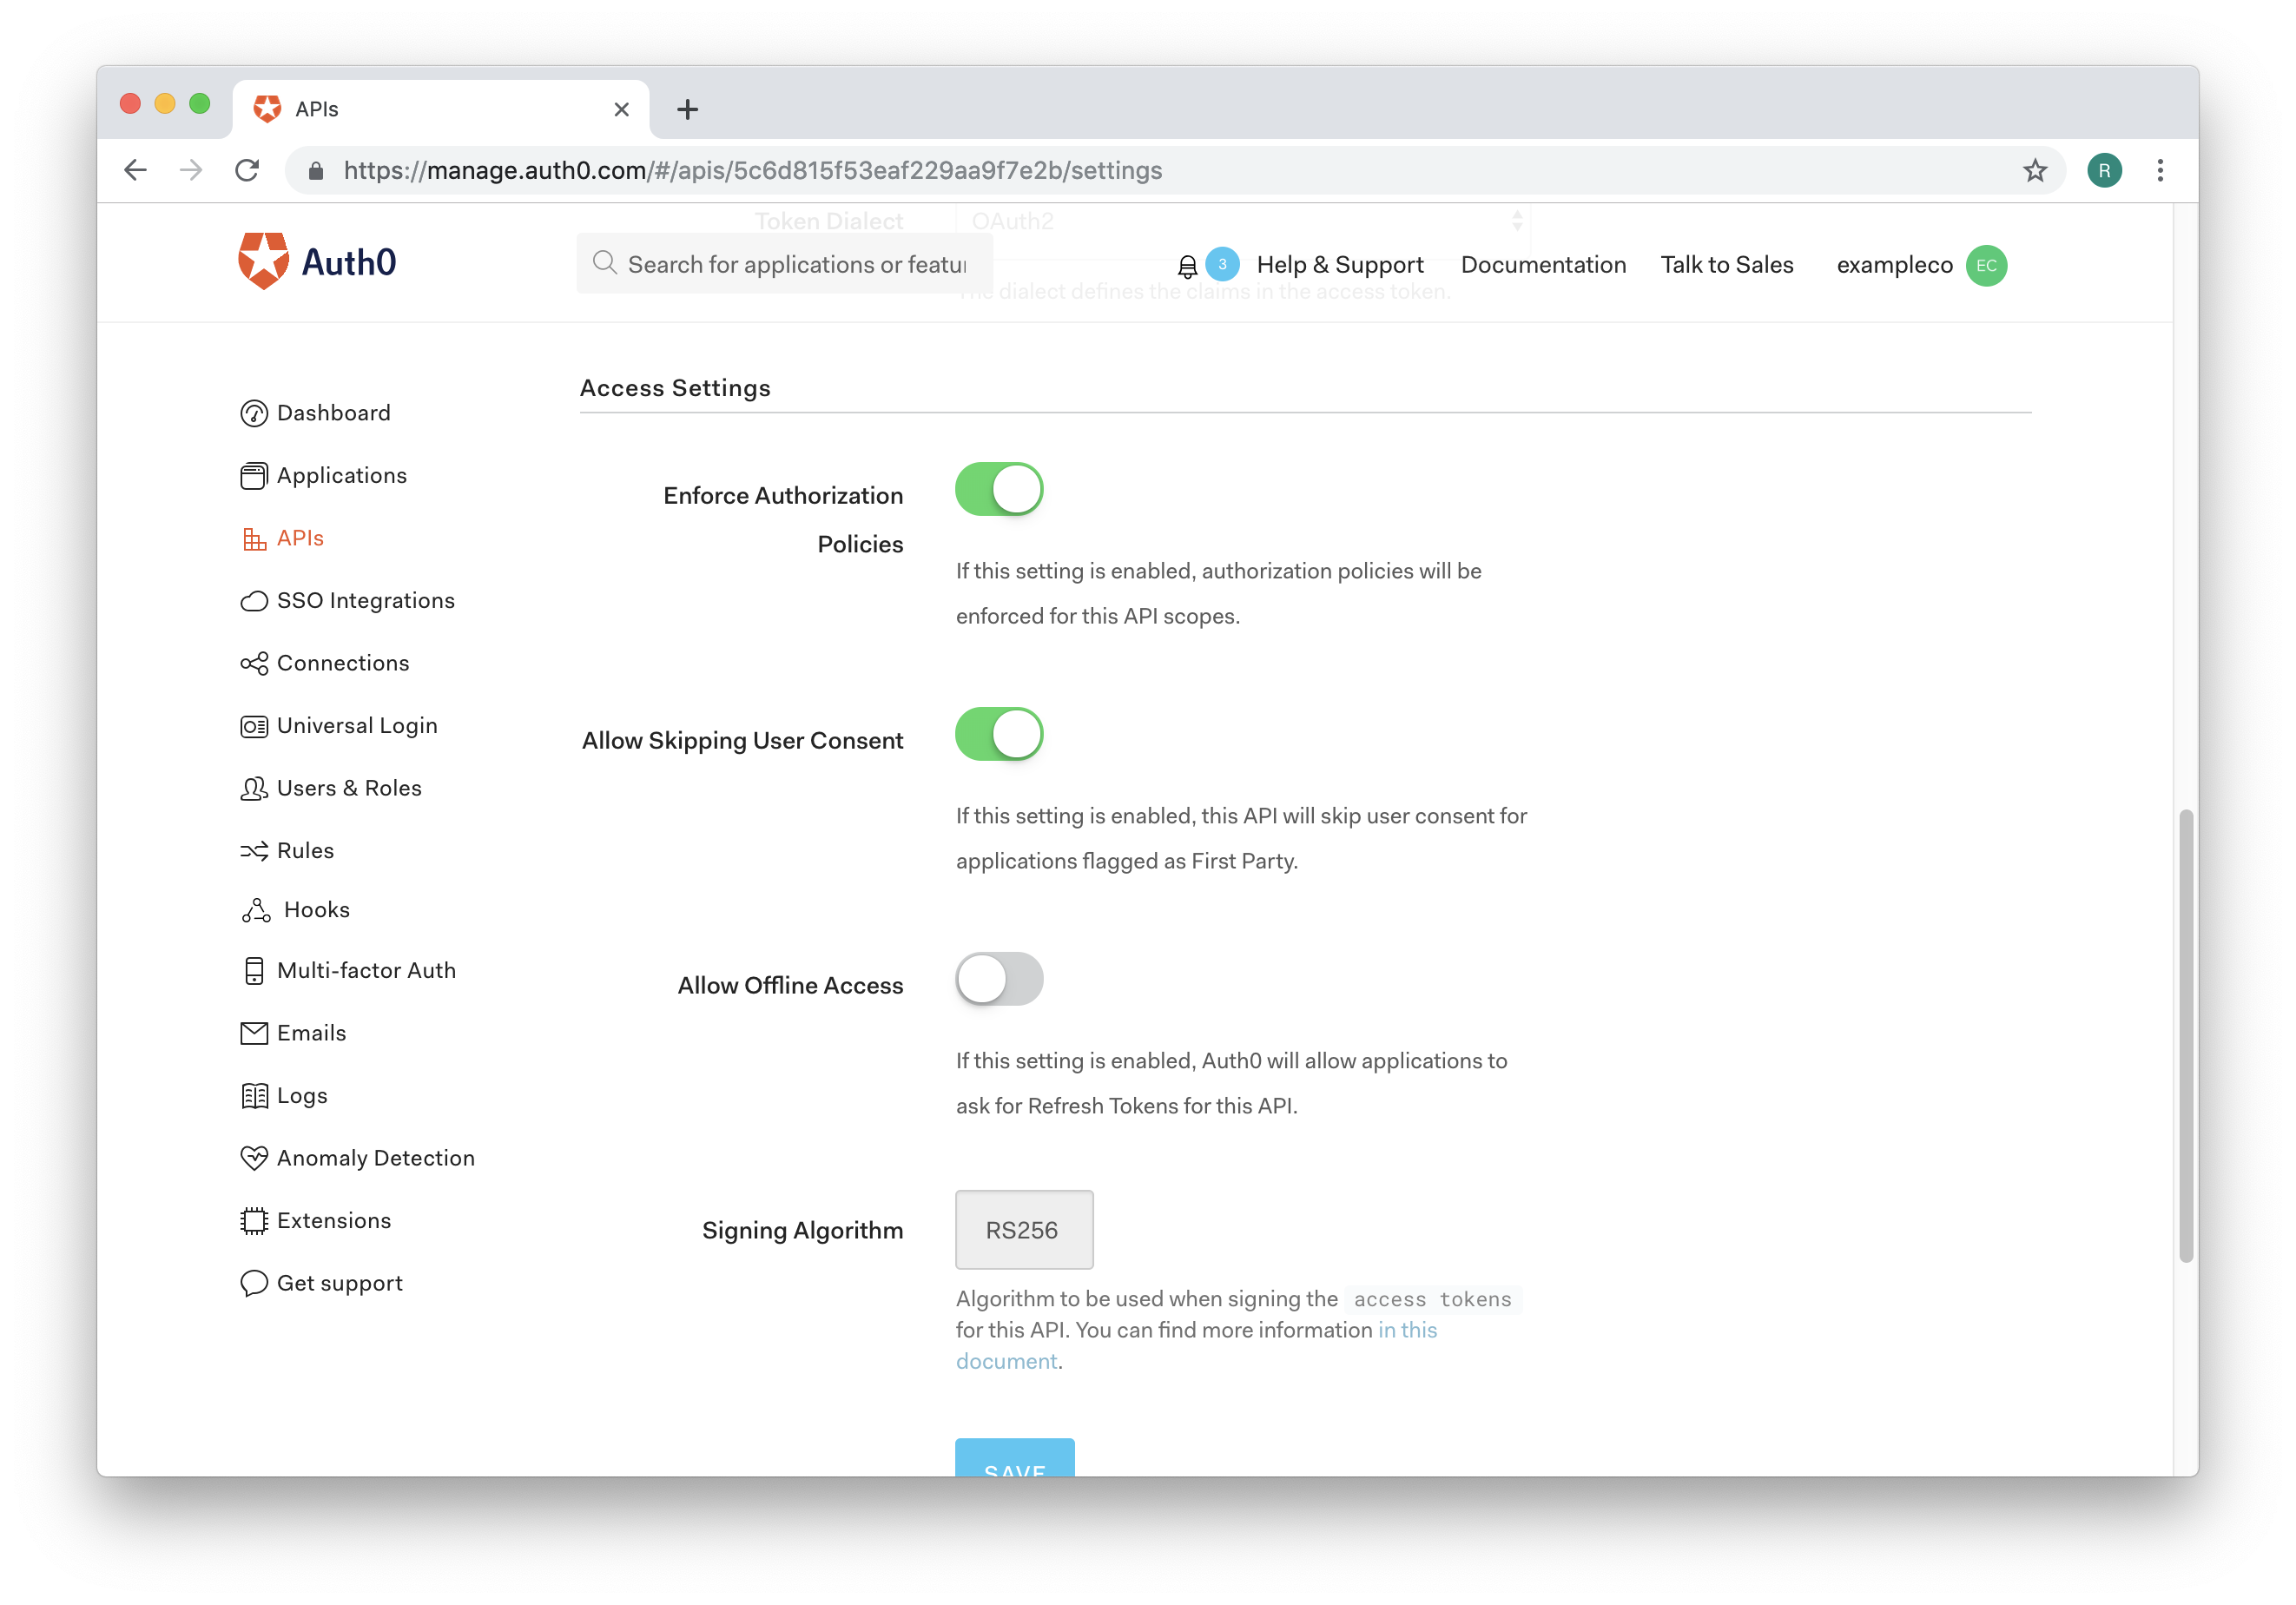 APIs
https://manage.auth0.com/#/apis/5c6d815f53eaf229aa9f7e2b/settings
R
Token Dialect
OAuth2
Auth0
Search for applications or featu
3
Help & Support
Documentation
Talk to Sales
exampleco
EC
dialect defines the claims in the access token.
Access Settings
Dashboard
Applications
APIs
SSO Integrations
Connections
Universal Login
Users & Roles
Rules
Hooks
Multi-factor Auth
Emails
Logs
Anomaly Detection
Extensions
Get support
Enforce Authorization
Policies
If this setting is enabled, authorization policies will be
enforced for this API scopes.
Allow Skipping User Consent
If this setting is enabled, this API will skip user consent for
applications flagged as First Party.
Allow Offline Access
If this setting is enabled, Auth0 will allow applications to
ask for Refresh Tokens for this API.
Signing Algorithm
RS256
Algorithm to be used when signing the access tokens
for this API. You can find more information in this
document.
SAVE